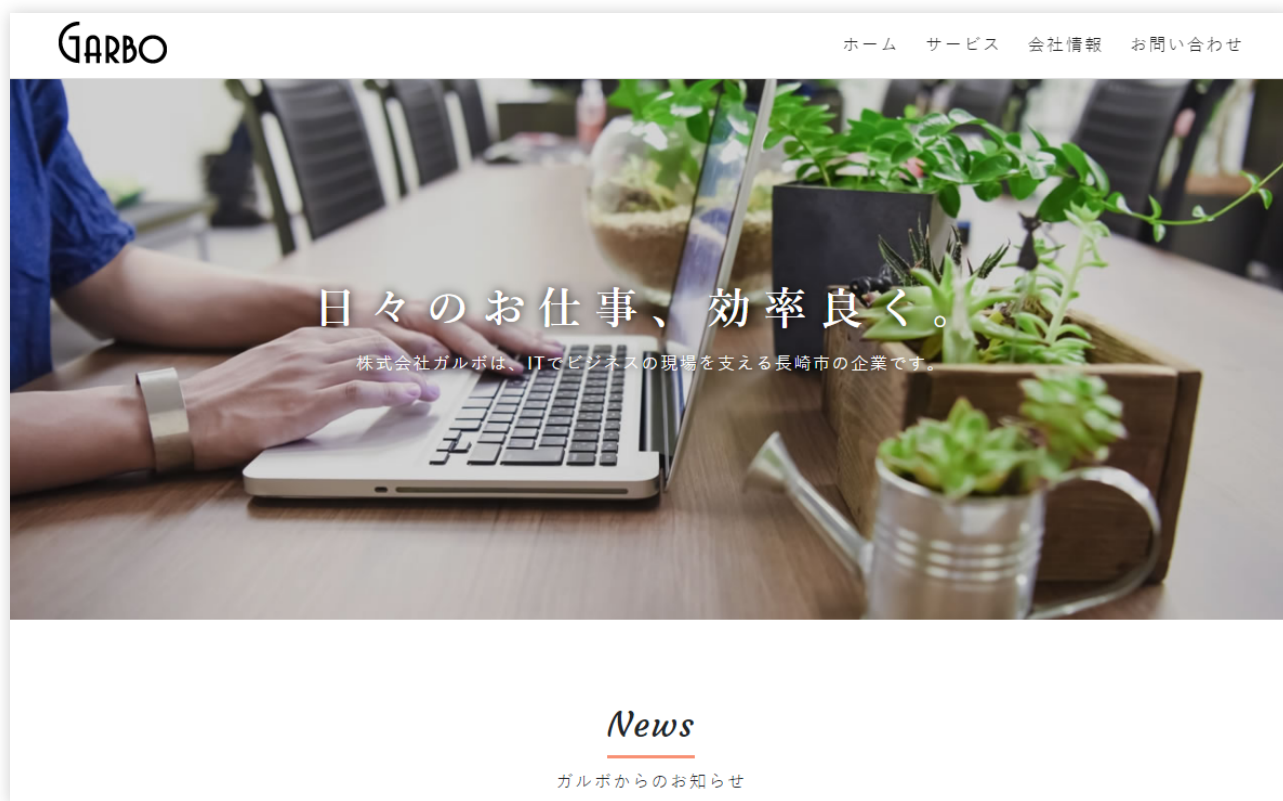 GARBO
ホーム サービス 会社情報 お問い合わせ
日々のお仕事、効率良く。
株式会社ガルボは、ITでビジネスの現場を支える長崎市の企業です。
News
ガルボからのお知らせ